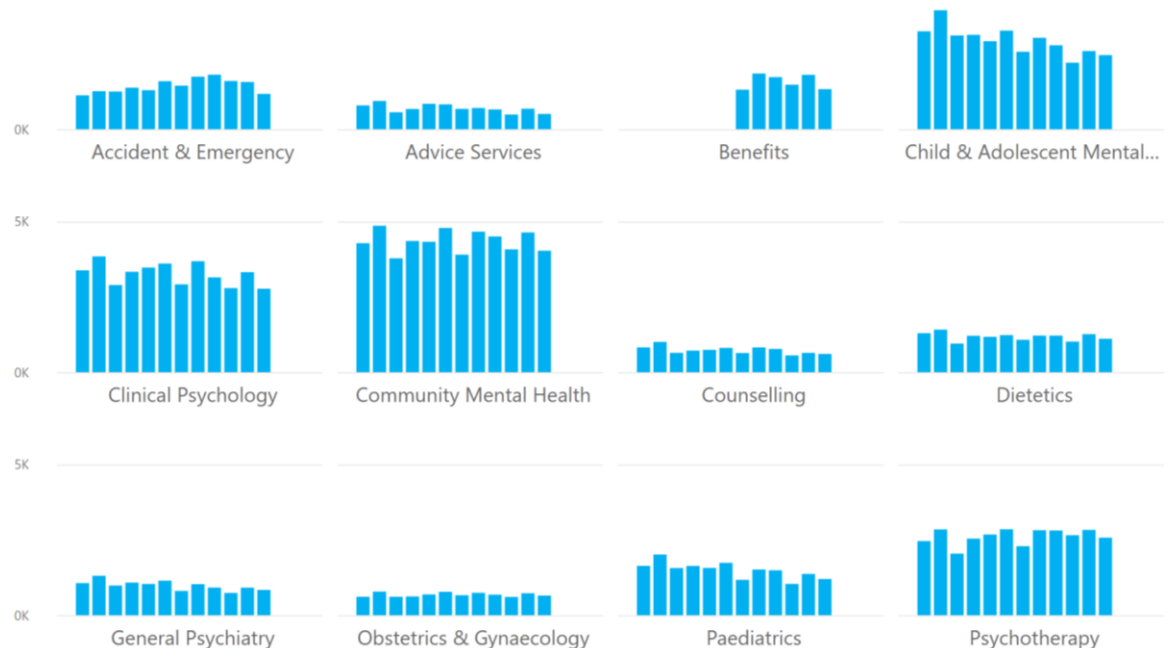 0K
Accident & Emergency Advice Services Benefits Child & Adolescent Mental...
5K
0K
Clinical Psychology Community Mental Health Counselling Dietetics
5K
0K
General Psychiatry Obstetrics & Gynaecology Paediatrics Psychotherapy